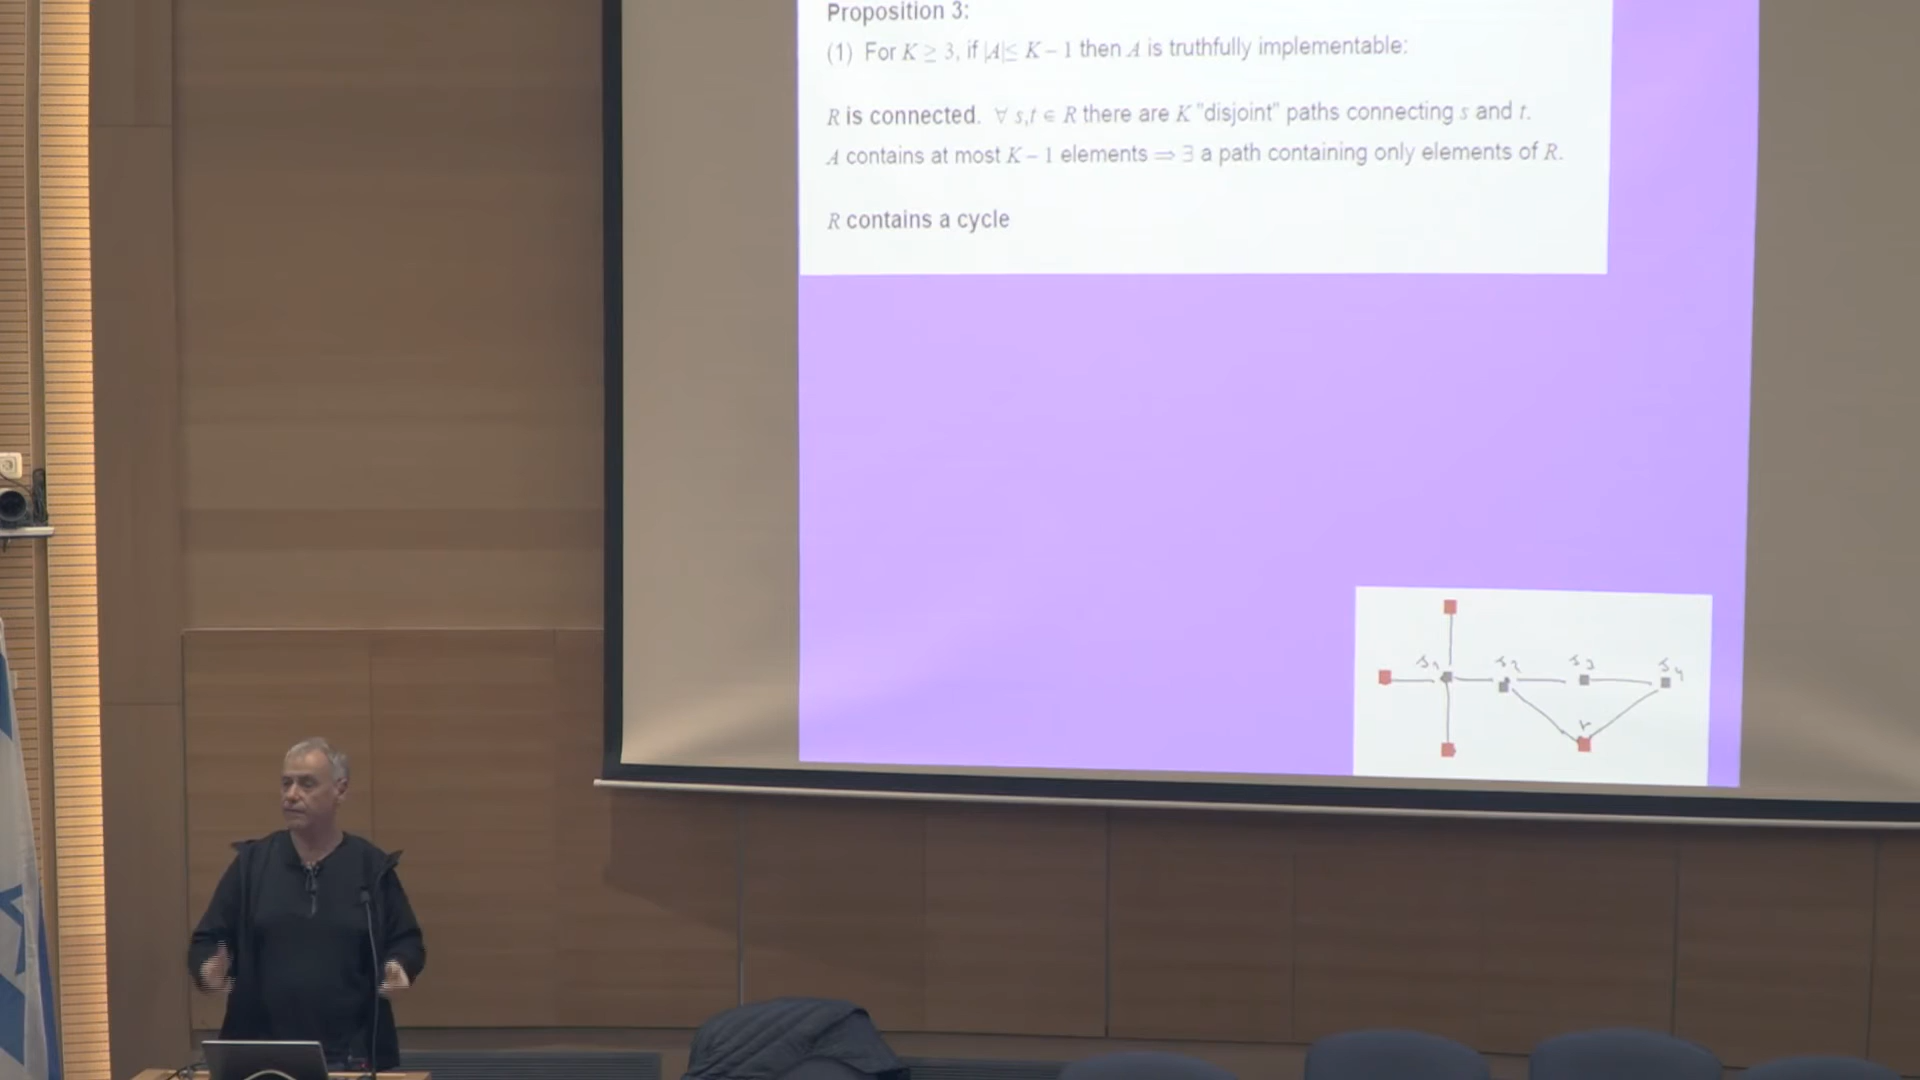 Proposition 3:
(1) For K ≥ 3, if |A| ≤ K − 1 then A is truthfully implementable:
R is connected. ∀ s,t ∈ R there are K "disjoint" paths connecting s and t.
A contains at most K − 1 elements ⇒ ∃ a path containing only elements of R.
R contains a cycle
s1 s2 s3 s4
r